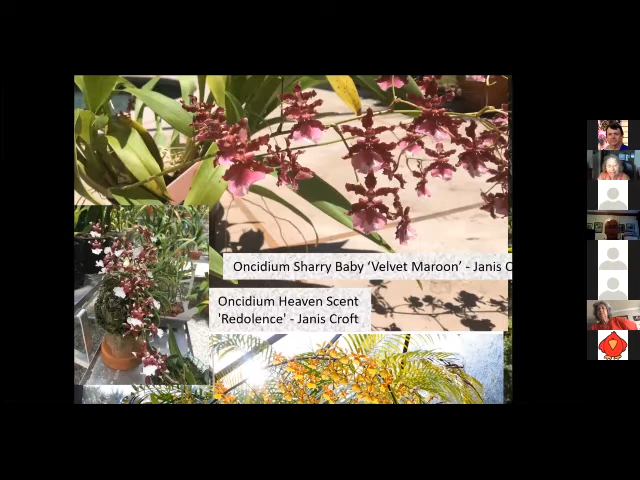 Oncidium Sharry Baby ‘Velvet Maroon’ - Janis C
Oncidium Heaven Scent
'Redolence' - Janis Croft